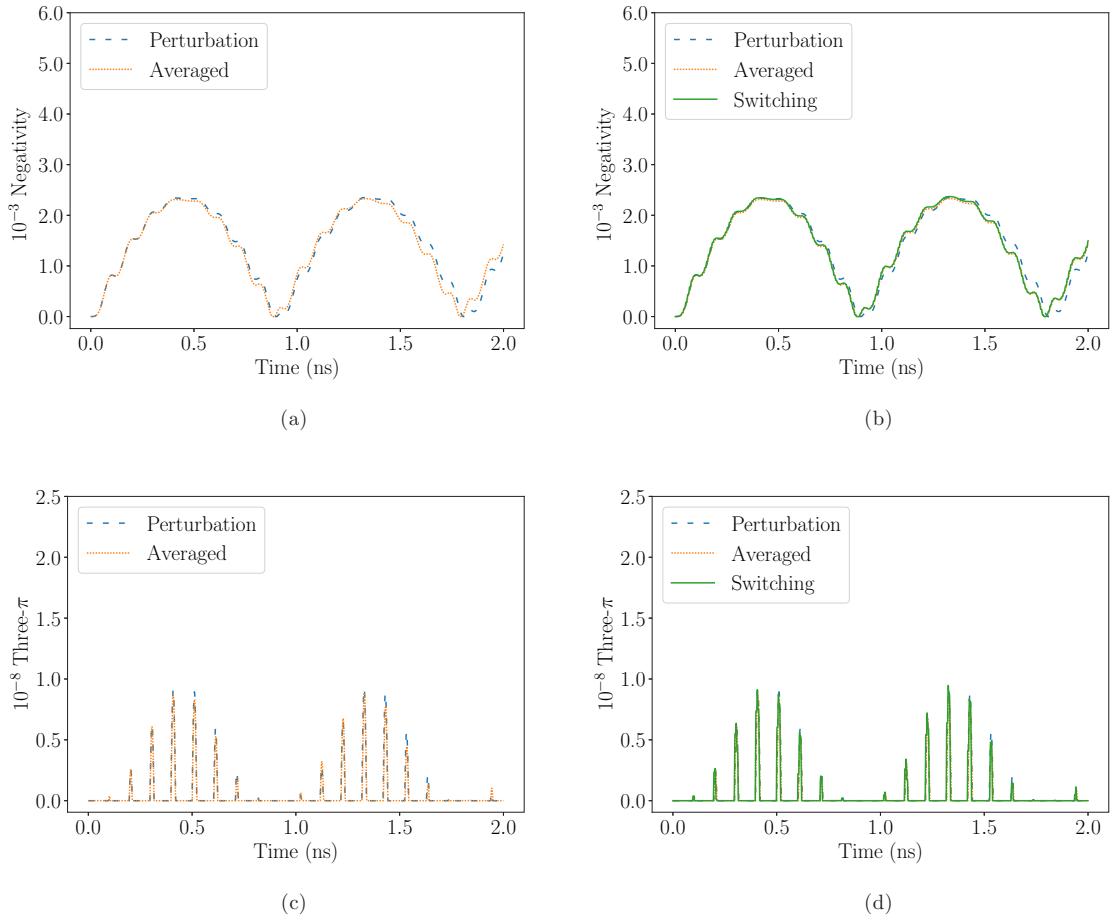 6.0
5.0
4.0
3.0
2.0
1.0
0.0
10⁻³ Negativity
Perturbation
Averaged
0.0 0.5 1.0 1.5 2.0
Time (ns)
(a)
6.0
5.0
4.0
3.0
2.0
1.0
0.0
10⁻³ Negativity
Perturbation
Averaged
Switching
0.0 0.5 1.0 1.5 2.0
Time (ns)
(b)
2.5
2.0
1.5
1.0
0.5
0.0
10⁻⁸ Three-π
Perturbation
Averaged
0.0 0.5 1.0 1.5 2.0
Time (ns)
(c)
2.5
2.0
1.5
1.0
0.5
0.0
10⁻⁸ Three-π
Perturbation
Averaged
Switching
0.0 0.5 1.0 1.5 2.0
Time (ns)
(d)